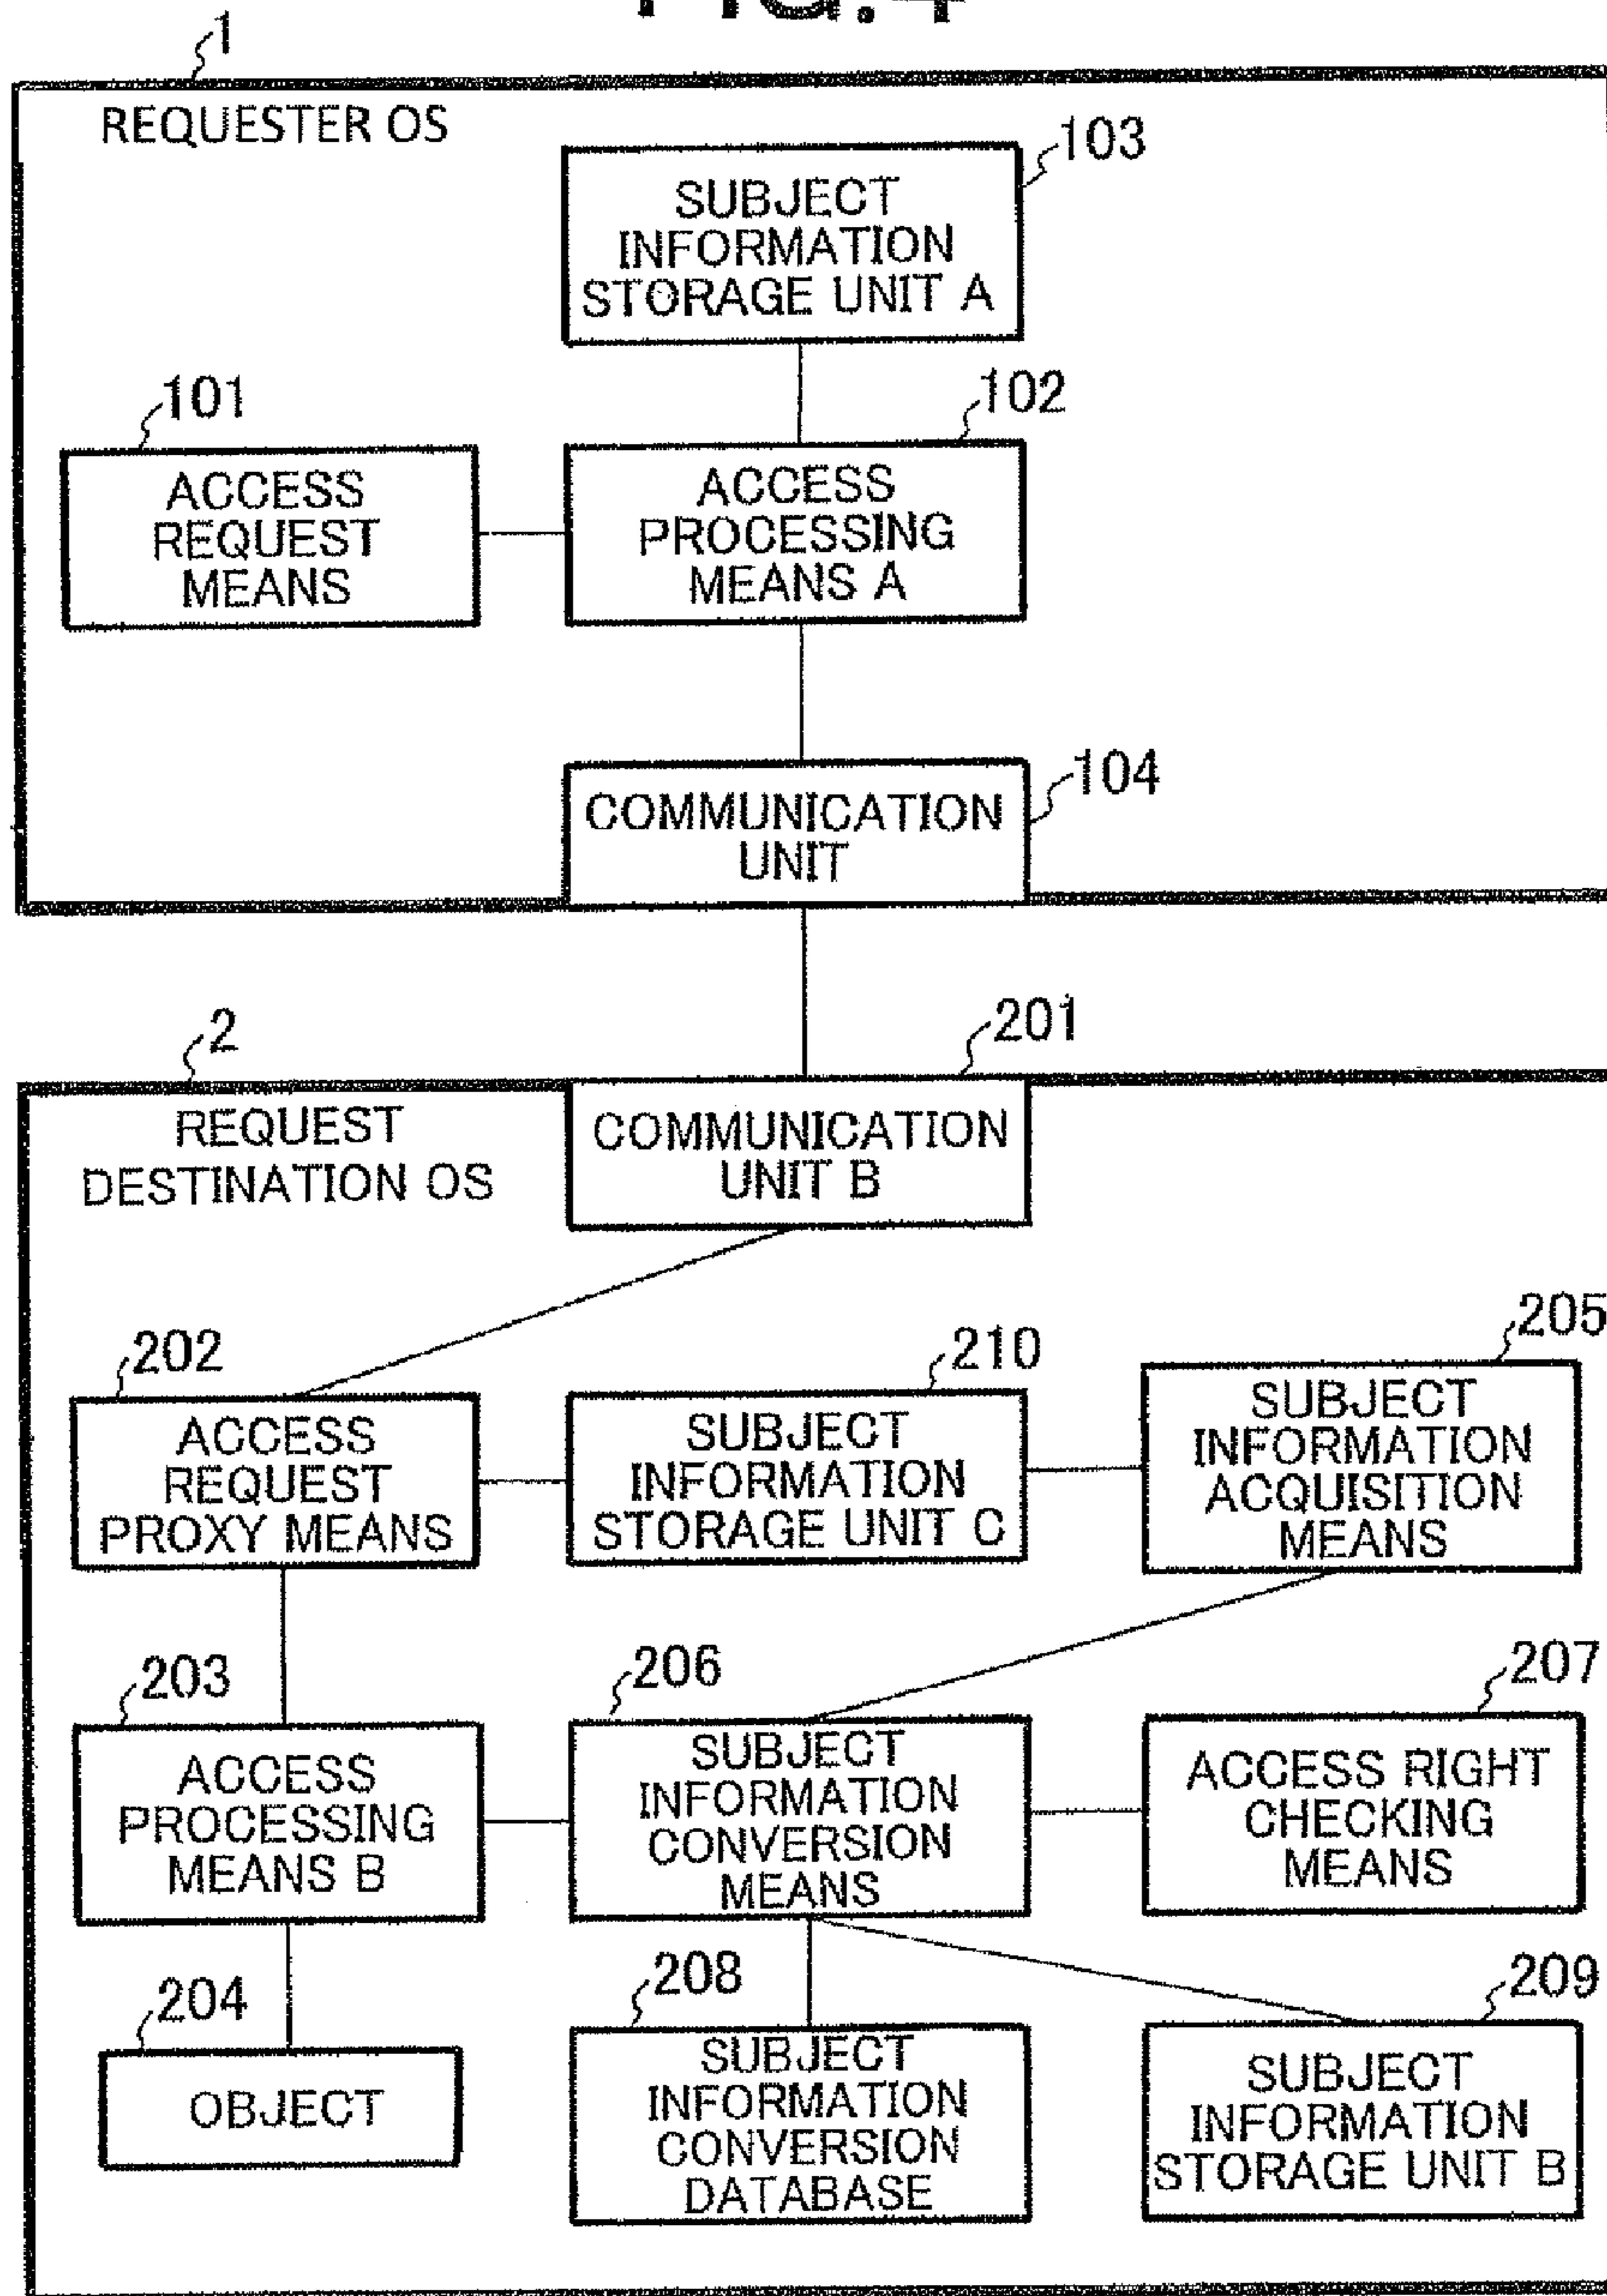 FIG.4
1
REQUESTER OS
103
SUBJECT
INFORMATION
STORAGE UNIT A
101
ACCESS
REQUEST
MEANS
102
ACCESS
PROCESSING
MEANS A
104
COMMUNICATION
UNIT
2
REQUEST
DESTINATION OS
201
COMMUNICATION
UNIT B
202
ACCESS
REQUEST
PROXY MEANS
210
SUBJECT
INFORMATION
STORAGE UNIT C
205
SUBJECT
INFORMATION
ACQUISITION
MEANS
203
ACCESS
PROCESSING
MEANS B
206
SUBJECT
INFORMATION
CONVERSION
MEANS
207
ACCESS RIGHT
CHECKING
MEANS
204
OBJECT
208
SUBJECT
INFORMATION
CONVERSION
DATABASE
209
SUBJECT
INFORMATION
STORAGE UNIT B